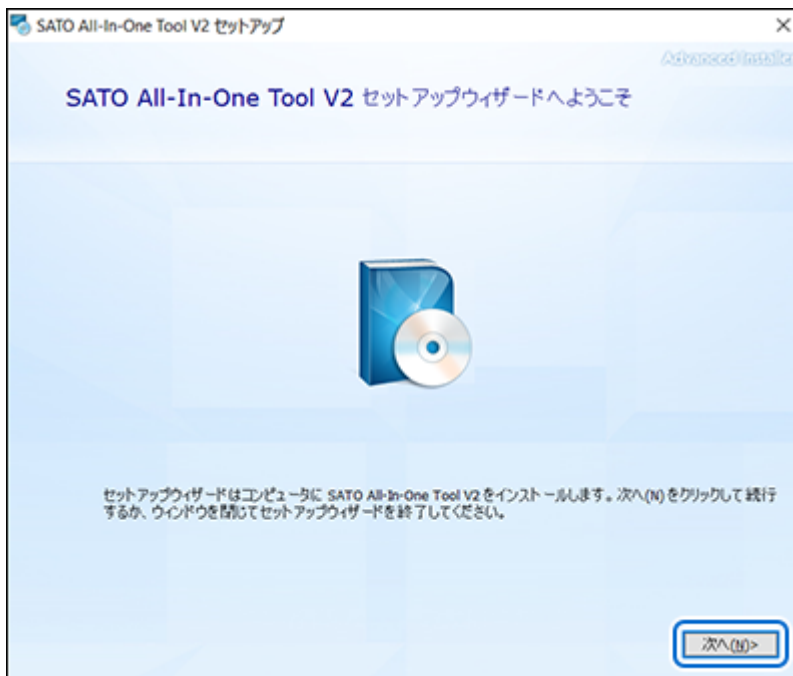 SATO All-In-One Tool V2 セットアップ
Advanced Installer
SATO All-In-One Tool V2 セットアップウィザードへようこそ
セットアップウィザードはコンピュータに SATO All-In-One Tool V2 をインストールします。次へ(N) をクリックして続行
するか、ウィンドウを閉じてセットアップウィザードを終了してください。
次へ(N)>